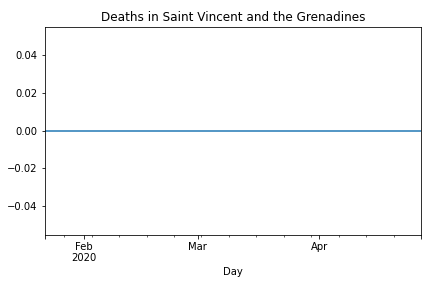 Deaths in Saint Vincent and the Grenadines
0.04
0.02
0.00
−0.02
−0.04
Feb
2020
Mar
Apr
Day